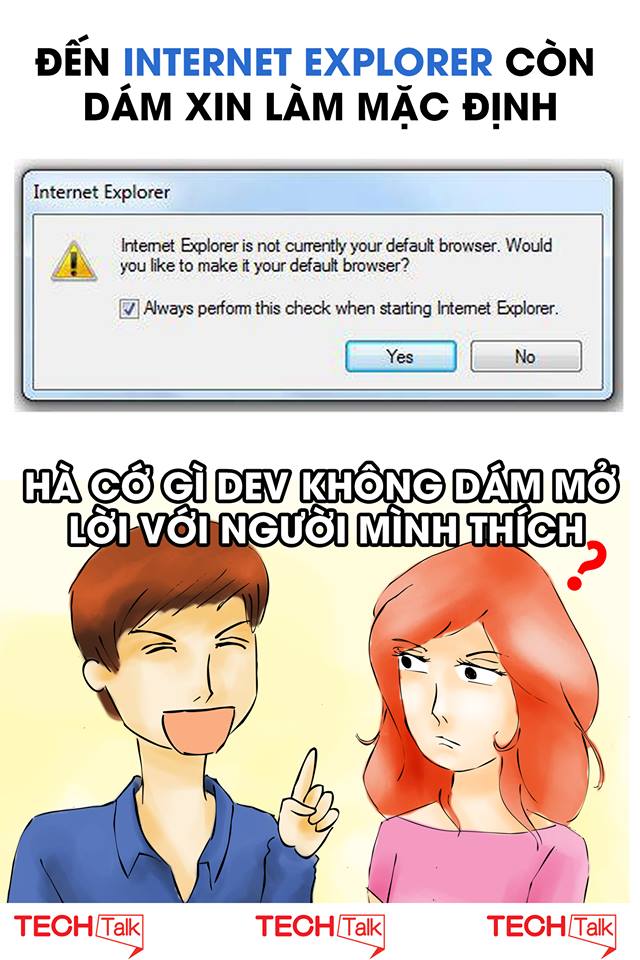 ĐẾN INTERNET EXPLORER CÒN
DÁM XIN LÀM MẶC ĐỊNH
Internet Explorer
Internet Explorer is not currently your default browser. Would
you like to make it your default browser?
Always perform this check when starting Internet Explorer.
Yes No
HÀ CỚ GÌ DEV KHÔNG DÁM MỞ
LỜI VỚI NGƯỜI MÌNH THÍCH
?
TECH Talk TECH Talk TECH Talk